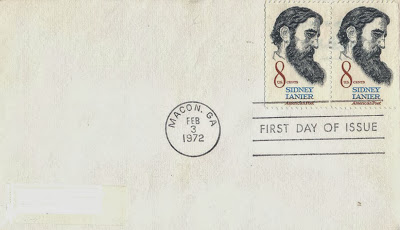 8
US CENTS
SIDNEY
LANIER
American Poet
8
US CENTS
SIDNEY
LANIER
American Poet
MACON, GA
FEB
3
1972
FIRST DAY OF ISSUE